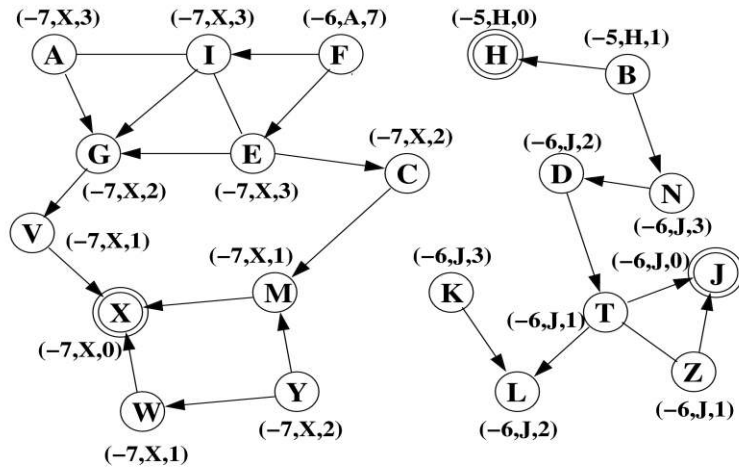 (−7,X,3) (−7,X,3) (−6,A,7) (−5,H,0) (−5,H,1)
A I F H B
(−7,X,2) (−6,J,2)
G E C D N
(−7,X,2) (−7,X,3) (−6,J,3)
V (−7,X,1) (−7,X,1) (−6,J,3) (−6,J,0)
X M K T J
(−7,X,0) (−6,J,1)
W Y L Z
(−7,X,1) (−7,X,2) (−6,J,2) (−6,J,1)